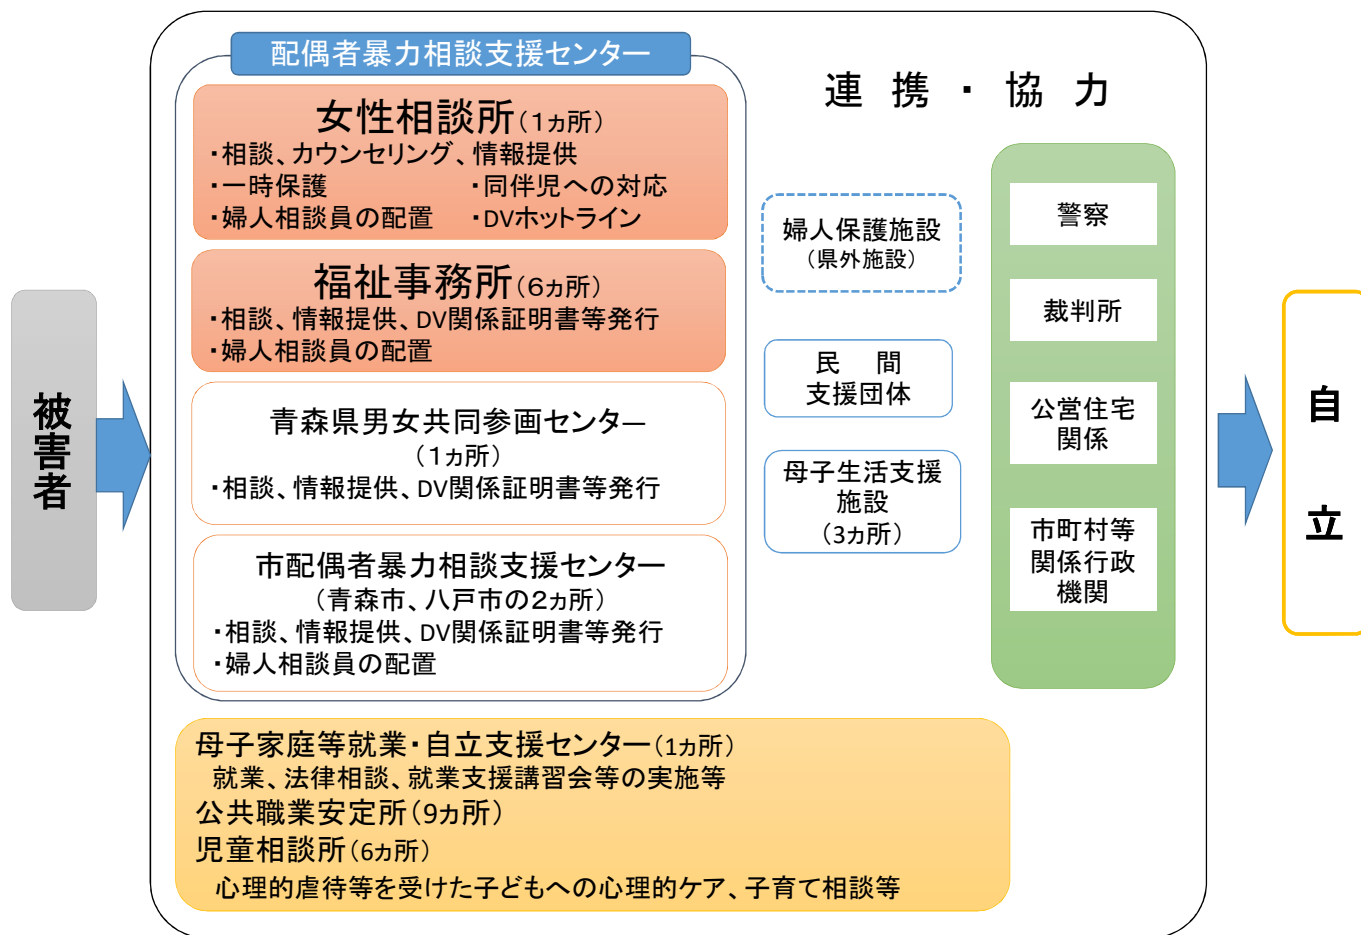 被害者
配偶者暴力相談支援センター
女性相談所(1ヵ所)
・相談、カウンセリング、情報提供
・一時保護 ・同伴児への対応
・婦人相談員の配置 ・DVホットライン
福祉事務所(6ヵ所)
・相談、情報提供、DV関係証明書等発行
・婦人相談員の配置
青森県男女共同参画センター
(1ヵ所)
・相談、情報提供、DV関係証明書等発行
市配偶者暴力相談支援センター
(青森市、八戸市の2ヵ所)
・相談、情報提供、DV関係証明書等発行
・婦人相談員の配置
連携・協力
婦人保護施設
(県外施設)
民 間
支援団体
母子生活支援
施設
(3ヵ所)
警察
裁判所
公営住宅
関係
市町村等
関係行政
機関
母子家庭等就業・自立支援センター(1ヵ所)
就業、法律相談、就業支援講習会等の実施等
公共職業安定所(9ヵ所)
児童相談所(6ヵ所)
心理的虐待等を受けた子どもへの心理的ケア、子育て相談等
自立